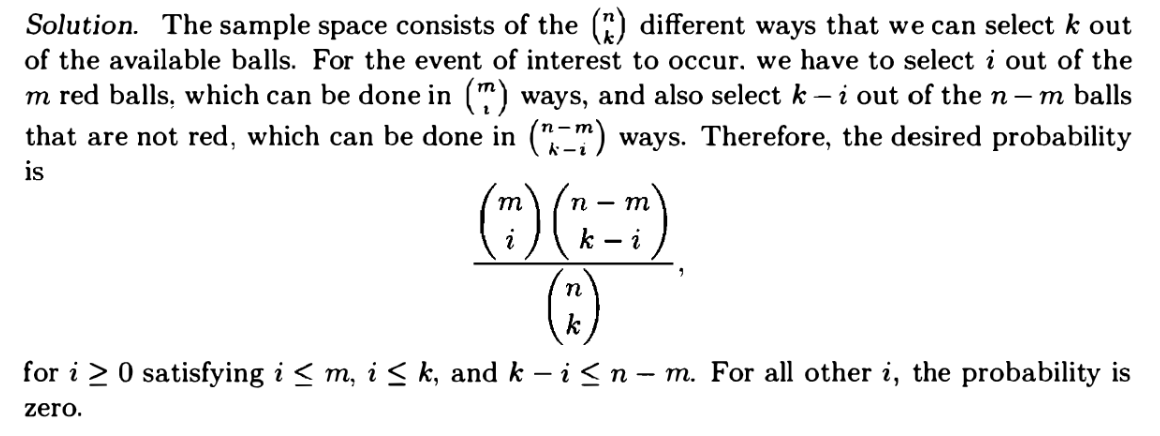 Solution. The sample space consists of the $\binom{n}{k}$ different ways that we can select k out
of the available balls. For the event of interest to occur. we have to select i out of the
m red balls, which can be done in $\binom{m}{i}$ ways, and also select k − i out of the n − m balls
that are not red, which can be done in $\binom{n-m}{k-i}$ ways. Therefore, the desired probability
is
$\frac{\binom{m}{i}\binom{n-m}{k-i}}{\binom{n}{k}}$,
for i ≥ 0 satisfying i ≤ m, i ≤ k, and k − i ≤ n − m. For all other i, the probability is
zero.